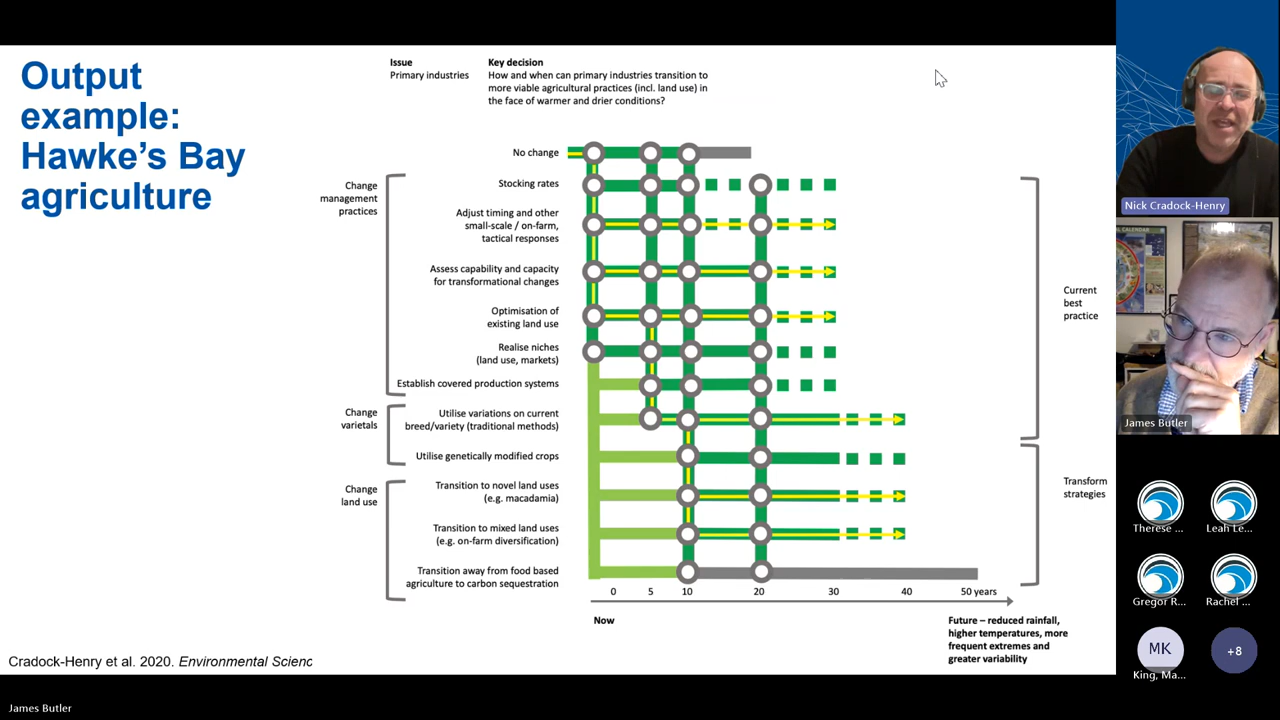 Output
example:
Hawke's Bay
agriculture
Issue
Primary industries
Key decision
How and when can primary industries transition to
more viable agricultural practices (incl. land use) in
the face of warmer and drier conditions?
No change
Change
management
practices
Stocking rates
Adjust timing and other
small-scale / on-farm,
tactical responses
Assess capability and capacity
for transformational changes
Optimisation of
existing land use
Realise niches
(land use, markets)
Establish covered production systems
Change
varietals
Utilise variations on current
breed/variety (traditional methods)
Utilise genetically modified crops
Change
land use
Transition to novel land uses
(e.g. macadamia)
Transition to mixed land uses
(e.g. on-farm diversification)
Transition away from food based
agriculture to carbon sequestration
Current
best
practice
Transform
strategies
0 5 10 20 30 40 50 years
Now
Future – reduced rainfall,
higher temperatures, more
frequent extremes and
greater variability
Cradock-Henry et al. 2020. Environmental Scienc
Nick Cradock-Henry
CALENDAR
James Butler
Therese ...
Leah Le...
Gregor R...
Rachel ...
MK
King, Ma...
+8
James Butler